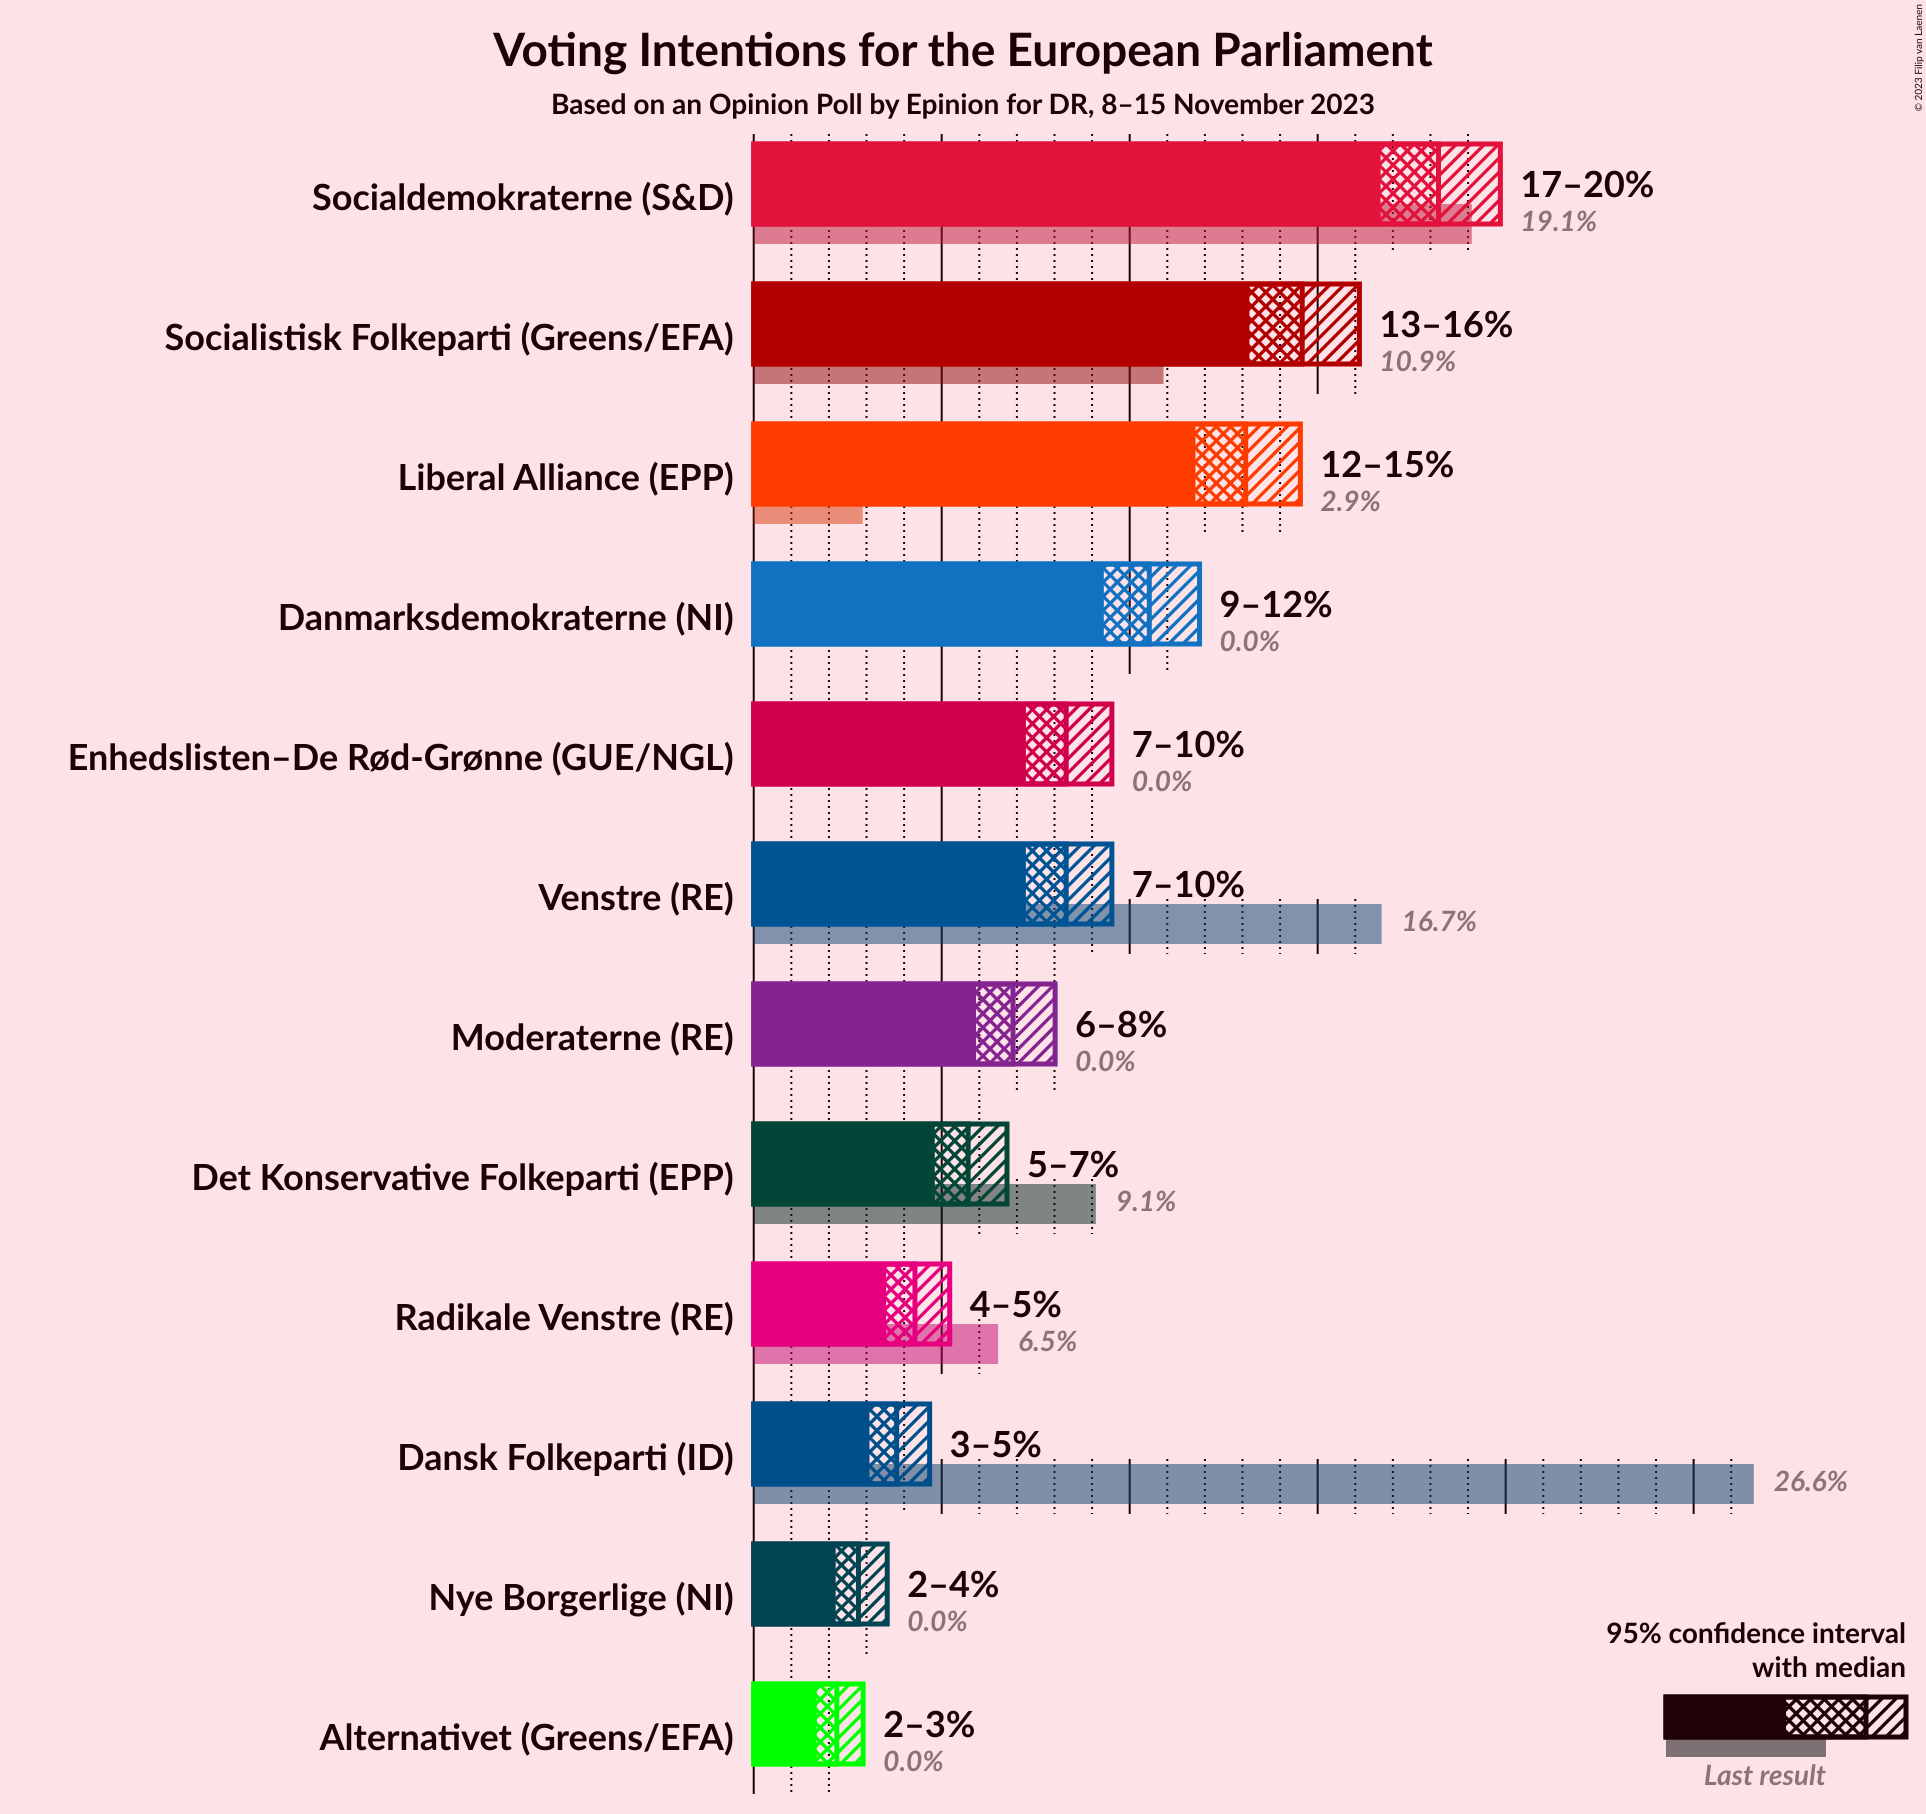 Voting Intentions for the European Parliament
Based on an Opinion Poll by Epinion for DR, 8–15 November 2023
© 2023 Filip van Laenen
Socialdemokraterne (S&D)
17–20%
19.1%
Socialistisk Folkeparti (Greens/EFA)
13–16%
10.9%
Liberal Alliance (EPP)
12–15%
2.9%
Danmarksdemokraterne (NI)
9–12%
0.0%
Enhedslisten–De Rød-Grønne (GUE/NGL)
7–10%
0.0%
Venstre (RE)
7–10%
16.7%
Moderaterne (RE)
6–8%
0.0%
Det Konservative Folkeparti (EPP)
5–7%
9.1%
Radikale Venstre (RE)
4–5%
6.5%
Dansk Folkeparti (ID)
3–5%
26.6%
Nye Borgerlige (NI)
2–4%
0.0%
Alternativet (Greens/EFA)
2–3%
0.0%
95% confidence interval
with median
Last result